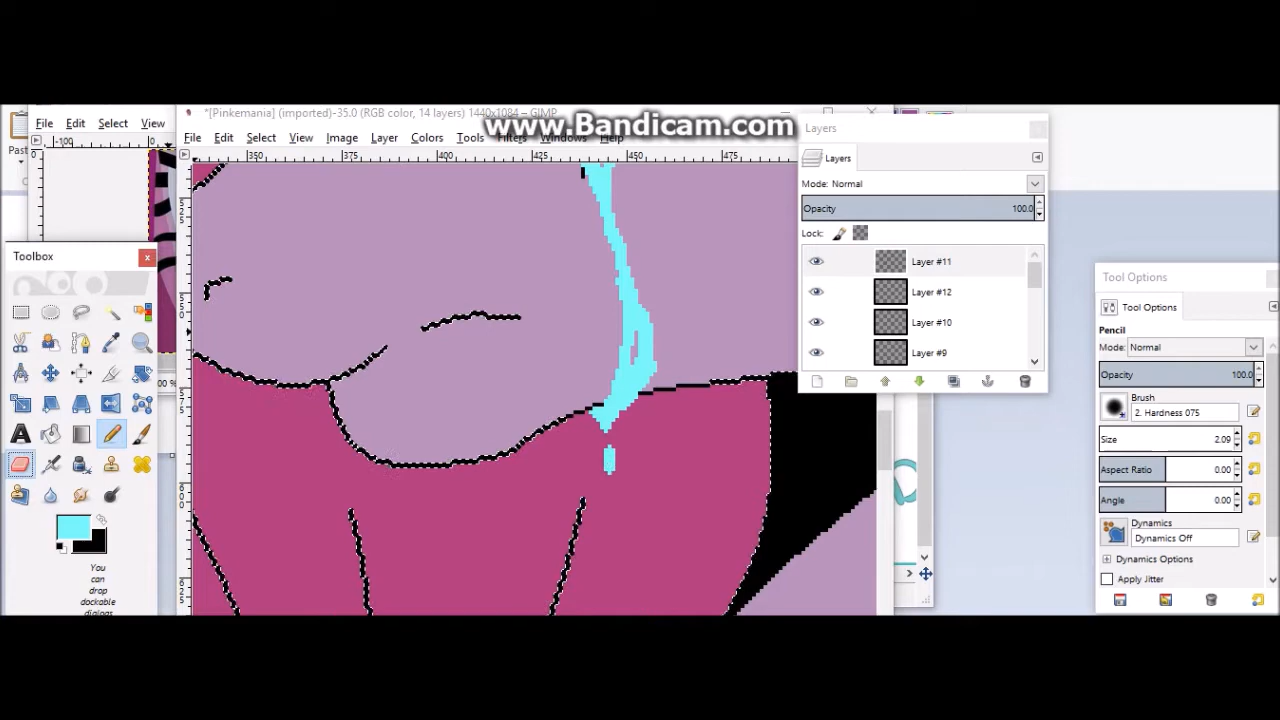 *[Pinkemania] (imported)-35.0 (RGB color, 14 layers) 1440x1084 – GIMP
www.Bandicam.com
File Edit Select View
File Edit Select View Image Layer Colors Tools Filters Windows Help
Layers
Past
-100 0
350 375 400 425 450 475
Layers
Mode: Normal
Opacity 100.0
Lock:
Toolbox
Layer #11
Layer #12
Layer #10
Layer #9
Tool Options
Tool Options
Pencil
Mode: Normal
Opacity 100.0
Brush
2. Hardness 075
Size 2.09
Aspect Ratio 0.00
Angle 0.00
Dynamics
Dynamics Off
Dynamics Options
Apply Jitter
You
can
drop
dockable
dialogs